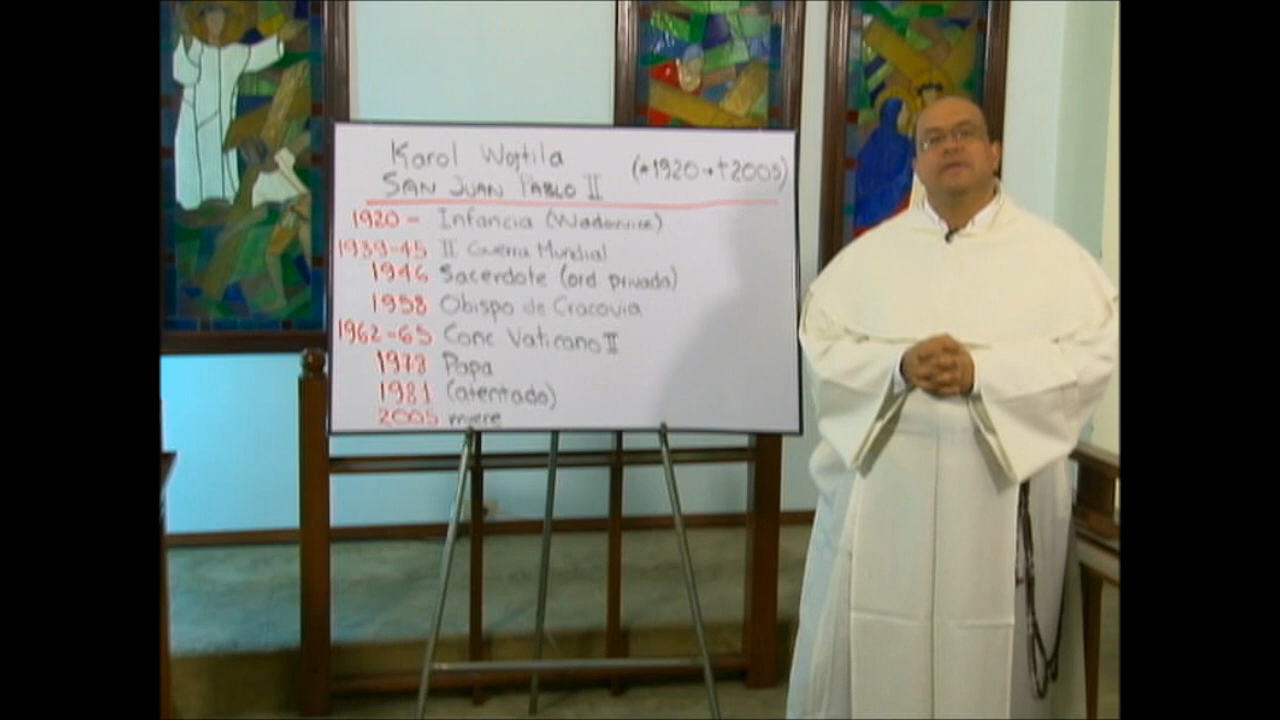 Karol Wojtila
(*1920→†2005)
SAN JUAN PABLO II
1920- Infancia (Wadowice)
1939-45 II Guerra Mundial
1946 Sacerdote (ord privada)
1958 Obispo de Cracovia
1962-65 Conc Vaticano II
1978 Papa
1981 (atentado)
2005 muere